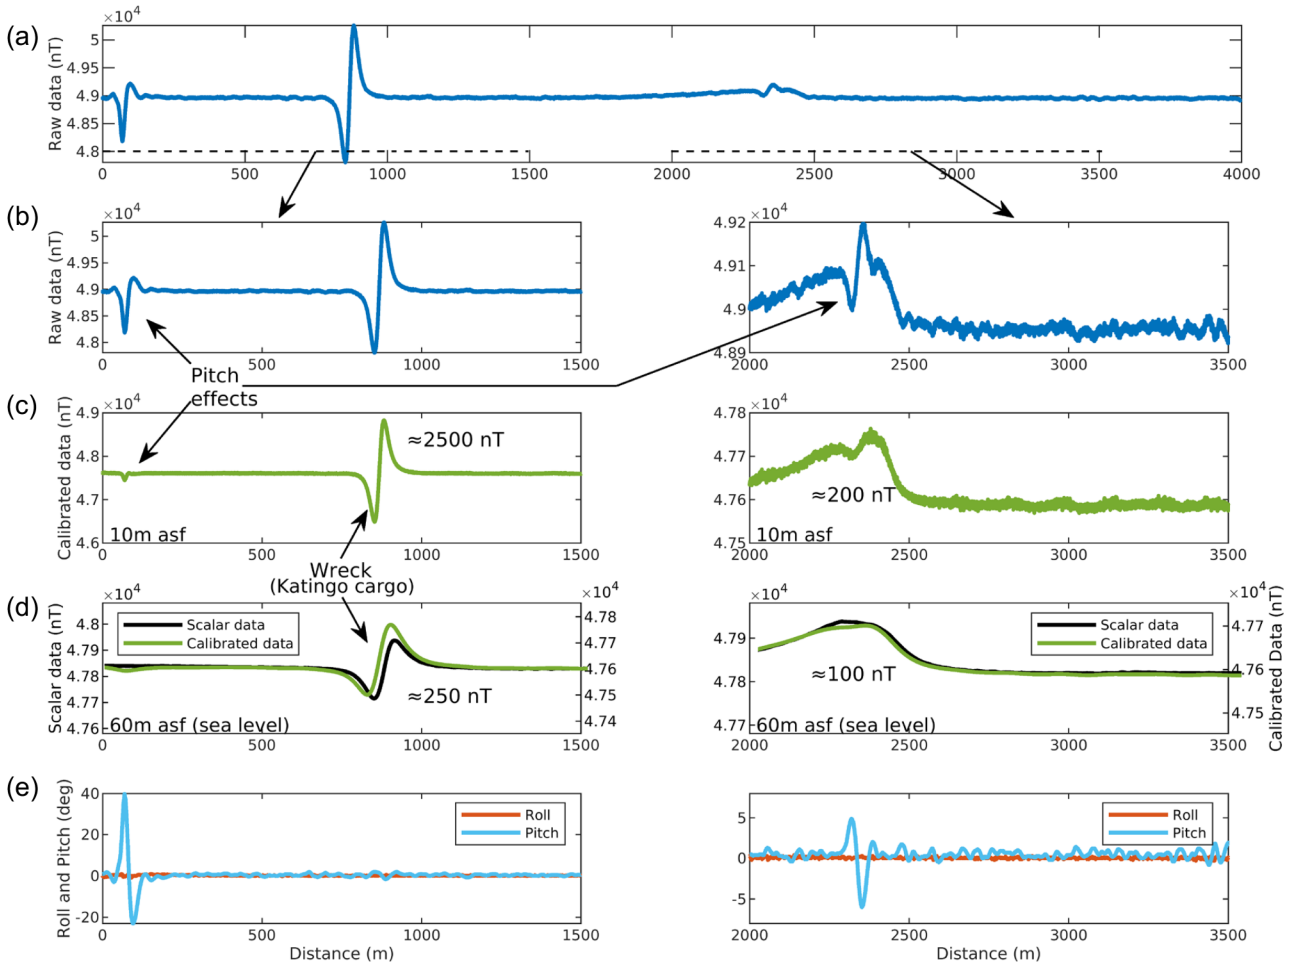 (a)
×10⁴
Raw data (nT)
5
4.95
4.9
4.85
4.8
0
500
1000
2000
2500
3000
3500
4000
(b)
×10⁴
Raw data (nT)
5
4.95
4.9
4.85
4.8
0
500
1000
1500
×10⁴
4.92
4.91
4.9
4.89
2000
2500
3000
3500
Pitch
effects
(c)
×10⁴
Calibrated data (nT)
4.9
4.8
4.7
4.6
≈2500 nT
10m asf
0
500
1000
1500
×10⁴
4.78
4.77
4.76
4.75
≈200 nT
10m asf
2000
2500
3000
3500
Wreck
(Katingo cargo)
(d)
×10⁴
Scalar data (nT)
4.8
4.79
4.78
4.77
4.76
Scalar data
Calibrated data
≈250 nT
60m asf (sea level)
×10⁴
4.78
4.77
4.76
4.75
4.74
0
500
1000
1500
×10⁴
4.79
4.78
4.77
Scalar data
Calibrated data
≈100 nT
60m asf (sea level)
×10⁴
4.77
4.76
4.75
Calibrated Data (nT)
2000
2500
3000
3500
(e)
Roll and Pitch (deg)
40
20
0
-20
Roll
Pitch
0
500
1000
1500
Distance (m)
5
0
-5
Roll
Pitch
2000
2500
3000
3500
Distance (m)